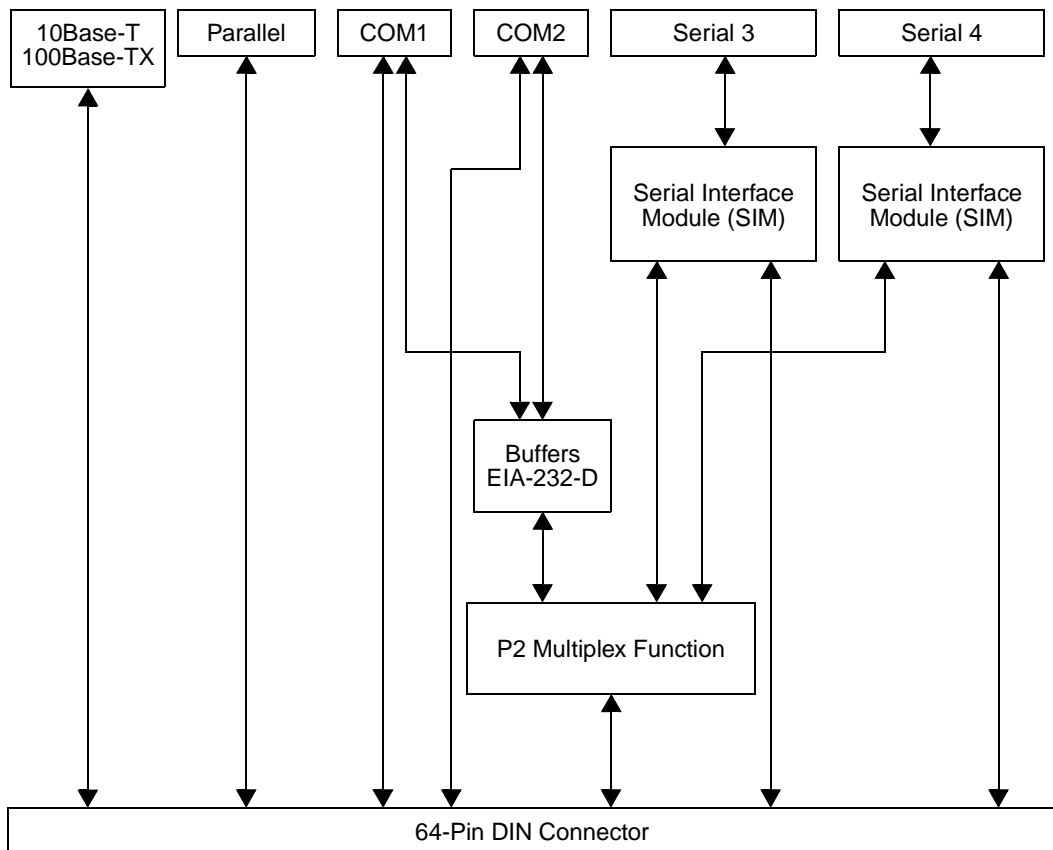 10Base-T
100Base-TX
Parallel
COM1
COM2
Serial 3
Serial 4
Serial Interface
Module (SIM)
Serial Interface
Module (SIM)
Buffers
EIA-232-D
P2 Multiplex Function
64-Pin DIN Connector